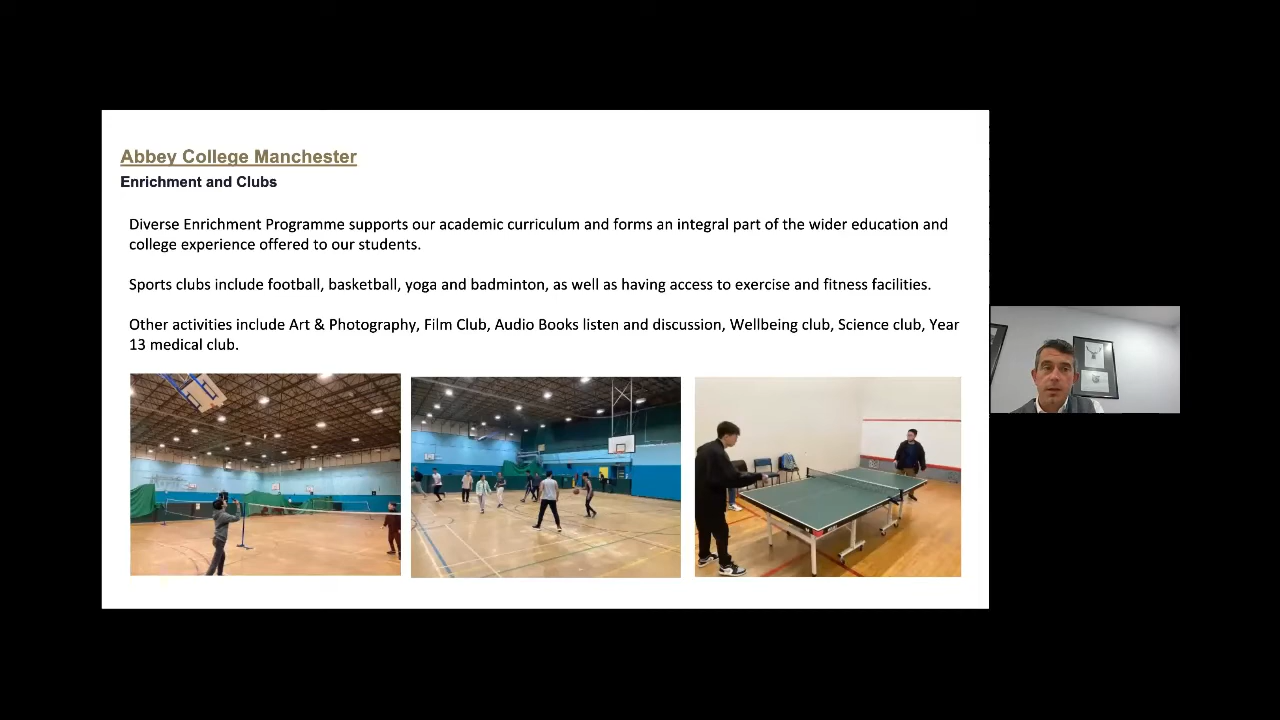 Abbey College Manchester
Enrichment and Clubs
Diverse Enrichment Programme supports our academic curriculum and forms an integral part of the wider education and
college experience offered to our students.
Sports clubs include football, basketball, yoga and badminton, as well as having access to exercise and fitness facilities.
Other activities include Art & Photography, Film Club, Audio Books listen and discussion, Wellbeing club, Science club, Year
13 medical club.